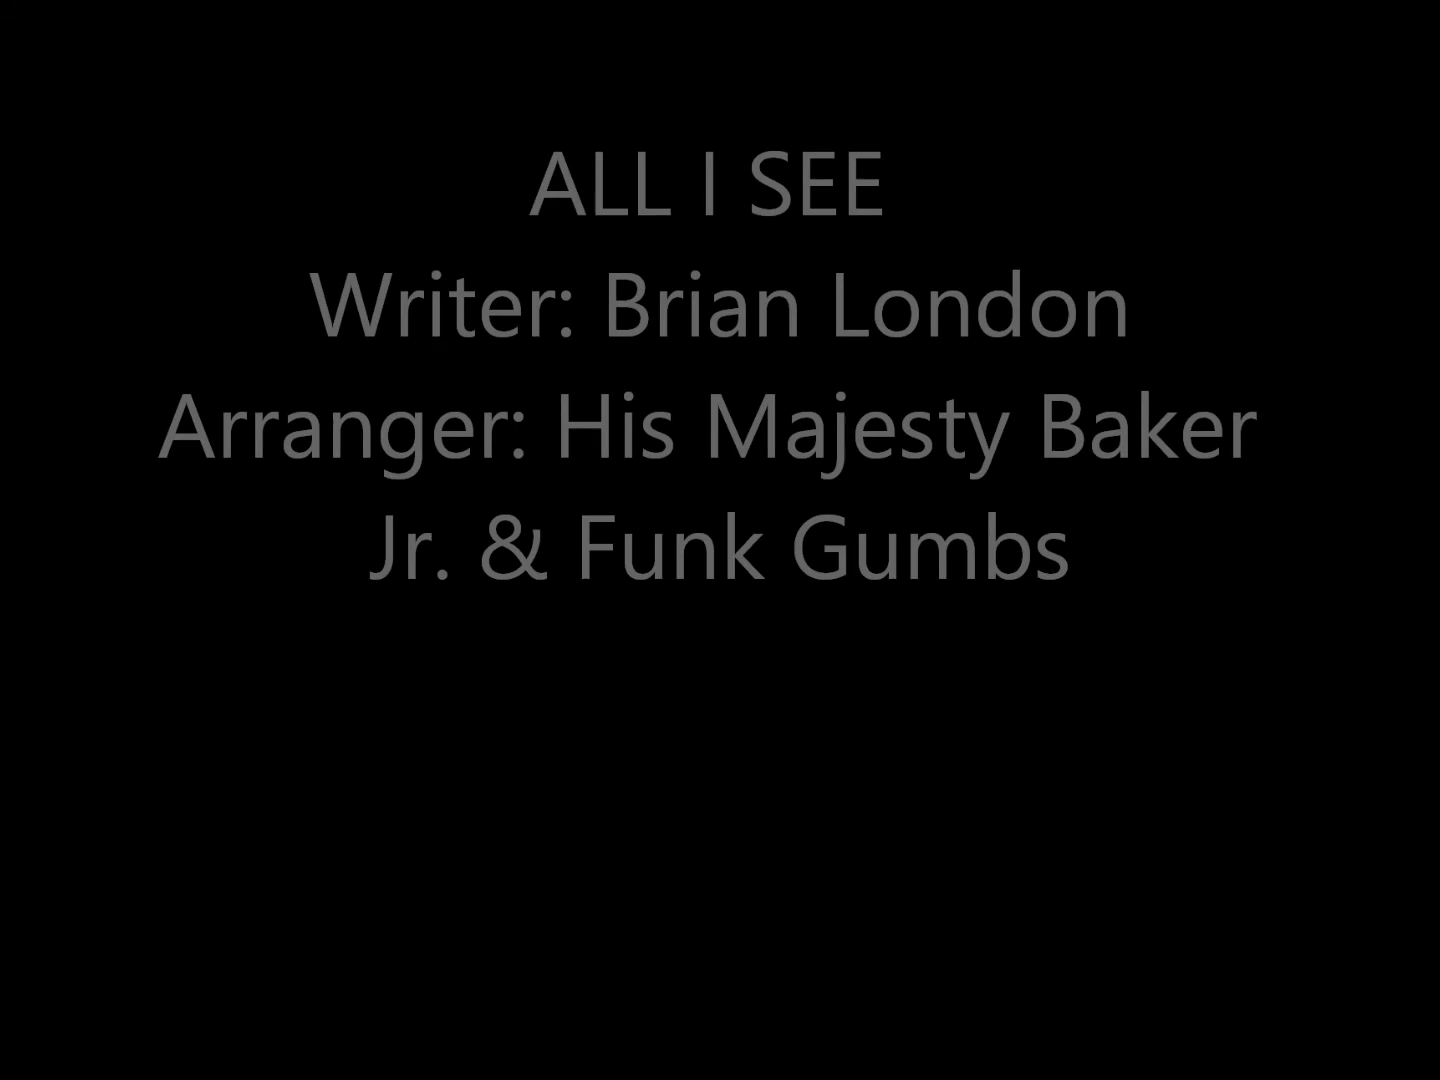 ALL I SEE
Writer: Brian London
Arranger: His Majesty Baker
Jr. & Funk Gumbs